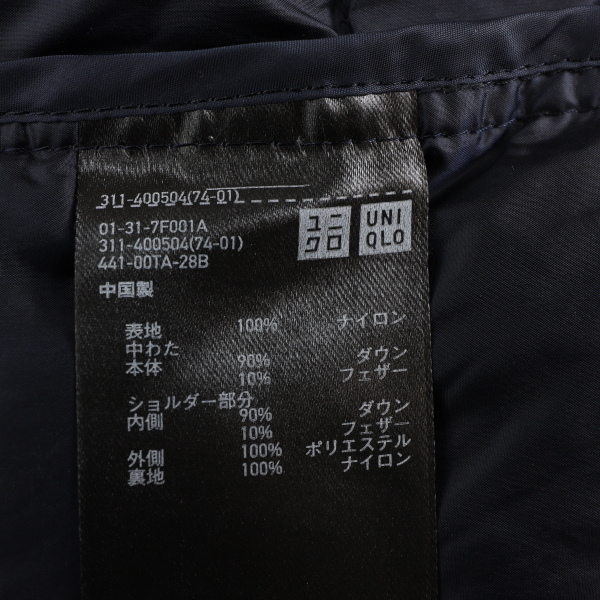 311-400504(74-01)
01-31-7F001A
311-400504(74-01)
441-00TA-28B
ユニ
クロ
UNI
QLO
中国製
表地 100% ナイロン
中わた
本体 90% ダウン
10% フェザー
ショルダー部分
内側 90% ダウン
10% フェザー
外側 100% ポリエステル
裏地 100% ナイロン